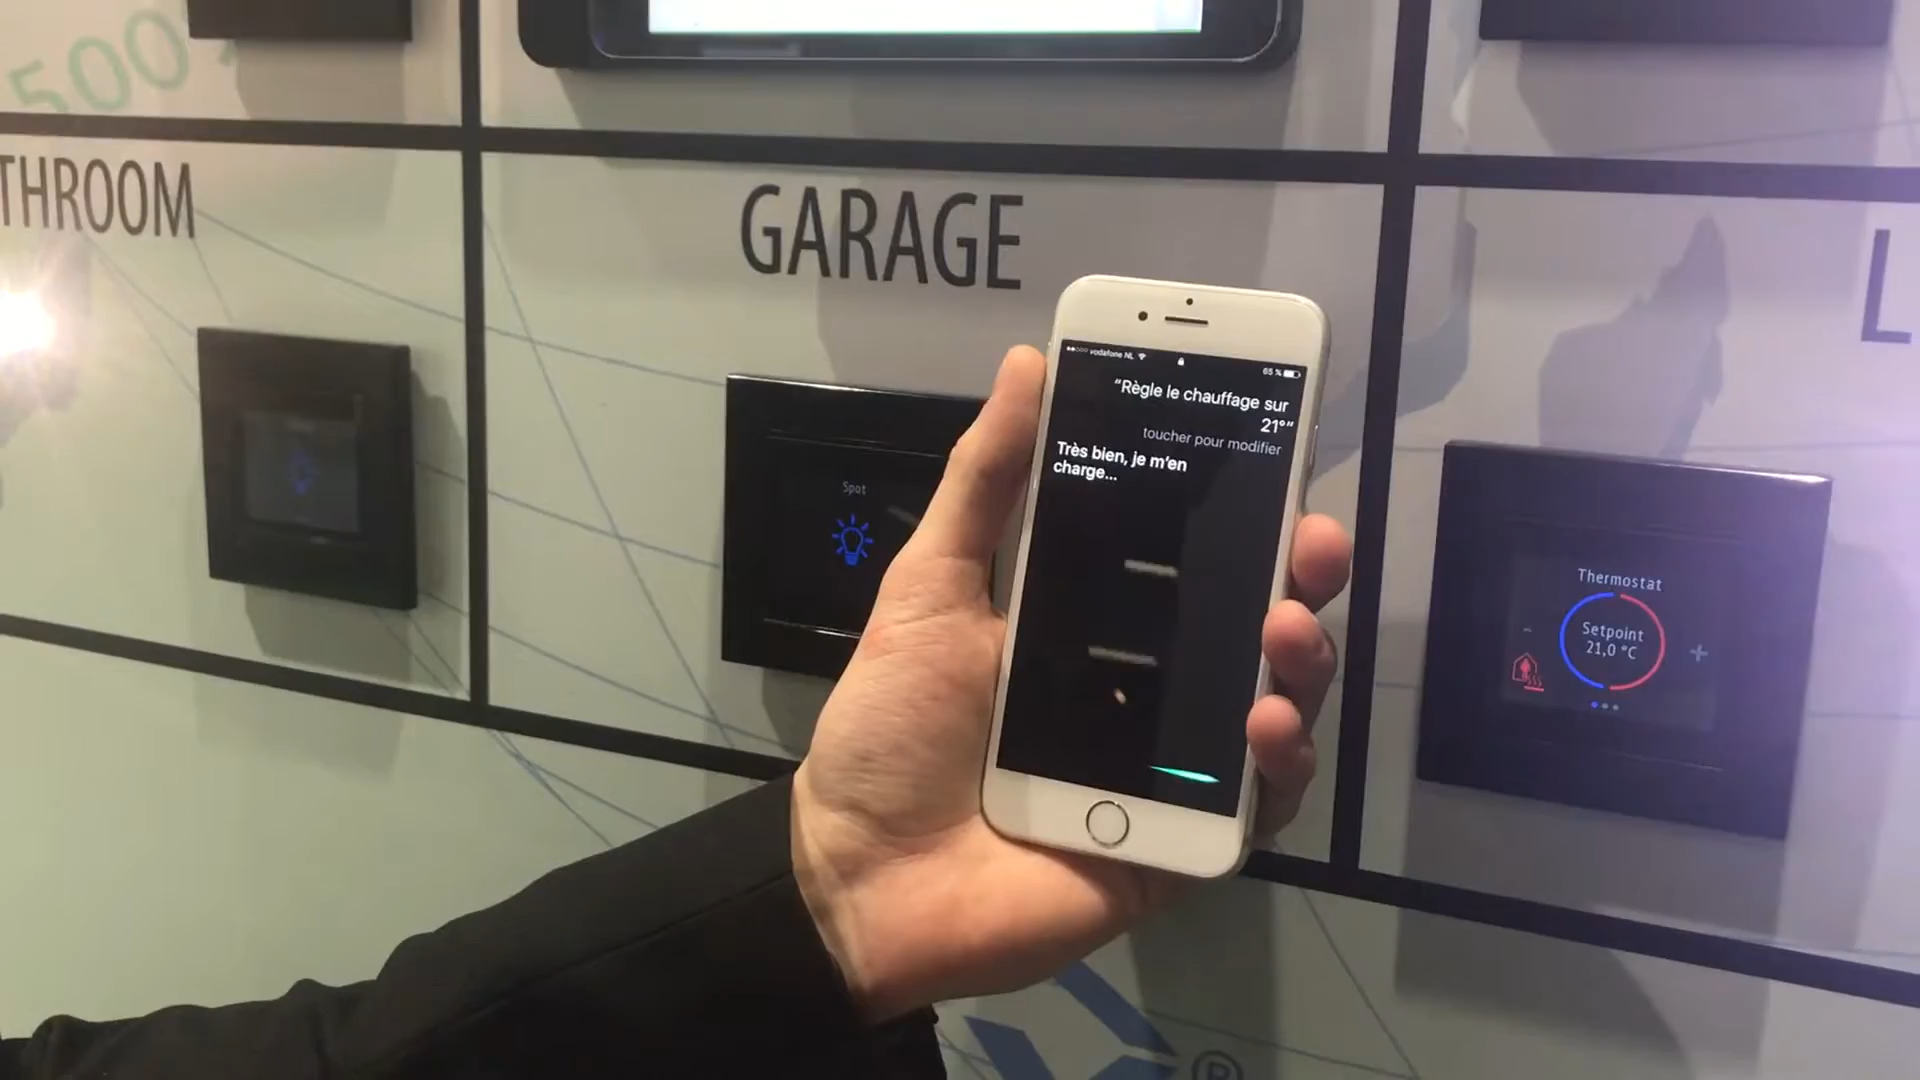 500
THROOM
GARAGE
L
vodafone NL
65 %
“Règle le chauffage sur
21°”
toucher pour modifier
Très bien, je m’en
charge...
Spot
Thermostat
Setpoint
- 21,0 °C +
®